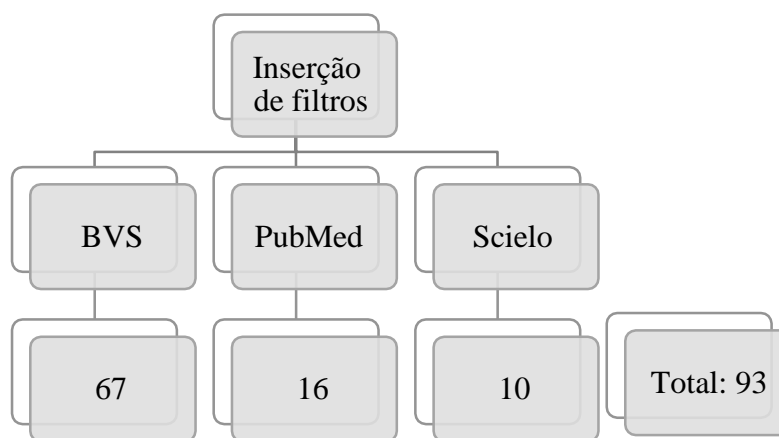 Inserção
de filtros
BVS
PubMed
Scielo
67
16
10
Total: 93